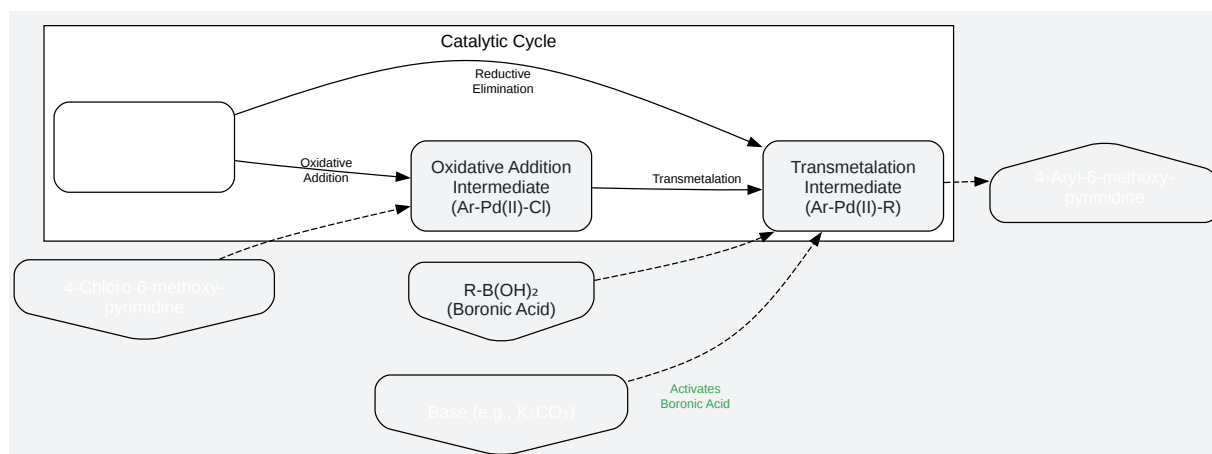 Catalytic Cycle
Reductive
Elimination
Oxidative
Addition
Oxidative Addition
Intermediate
(Ar-Pd(II)-Cl)
Transmetalation
Transmetalation
Intermediate
(Ar-Pd(II)-R)
4-Aryl-6-methoxy-
pyrimidine
4-Chloro-6-methoxy-
pyrimidine
R-B(OH)₂
(Boronic Acid)
Base (e.g., K₂CO₃)
Activates
Boronic Acid